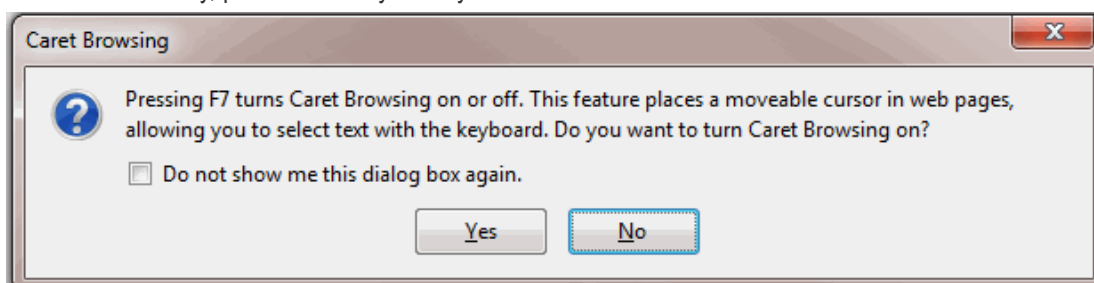 Caret Browsing
Pressing F7 turns Caret Browsing on or off. This feature places a moveable cursor in web pages,
allowing you to select text with the keyboard. Do you want to turn Caret Browsing on?
Do not show me this dialog box again.
Yes No